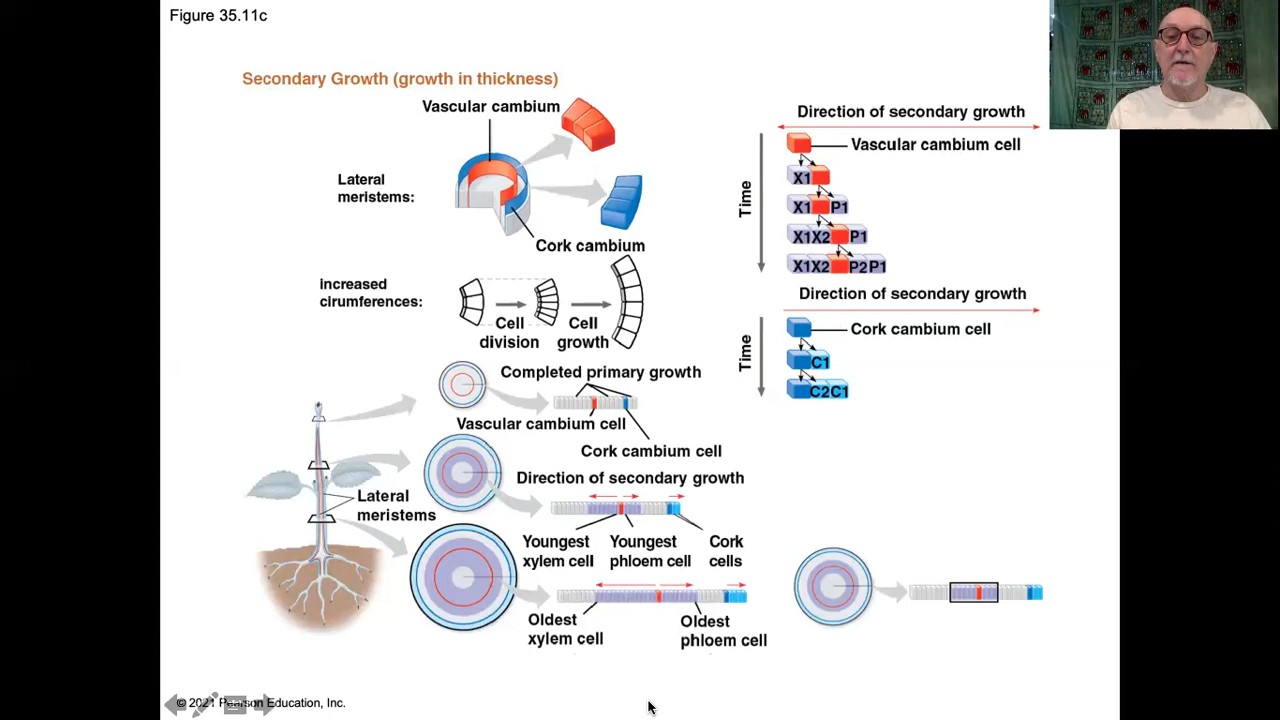 Figure 35.11c
Secondary Growth (growth in thickness)
Vascular cambium
Lateral
meristems:
Cork cambium
increased
cirumferences:
Cell
division
Cell
growth
Completed primary growth
Vascular cambium cell
Cork cambium cell
Direction of secondary growth
Lateral
meristems
Youngest
xylem cell
Youngest
phloem cell
Cork
cells
Oldest
xylem cell
Oldest
phloem cell
Direction of secondary growth
Vascular cambium cell
Time
X1
X1 P1
X1X2 P1
X1X2 P2P1
Direction of secondary growth
Cork cambium cell
Time
C1
C2C1
© 2021 Pearson Education, Inc.